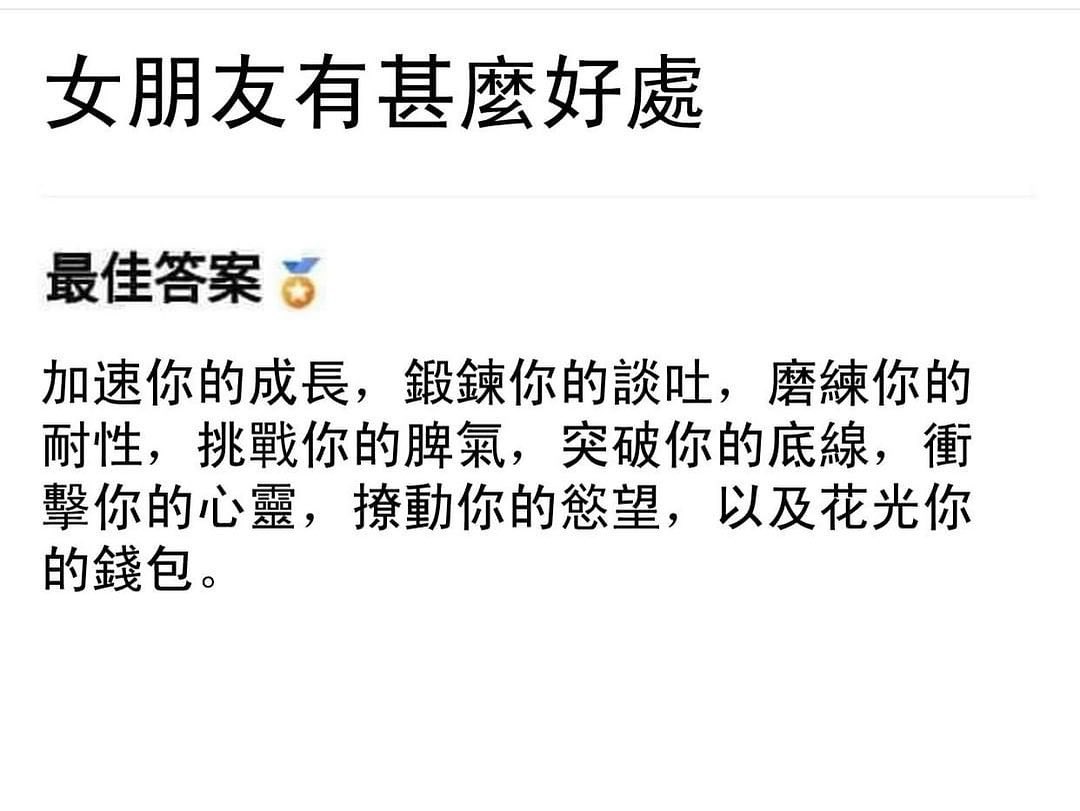 女朋友有甚麼好處
最佳答案🏅
加速你的成長，鍛鍊你的談吐，磨練你的
耐性，挑戰你的脾氣，突破你的底線，衝
擊你的心靈，撩動你的慾望，以及花光你
的錢包。